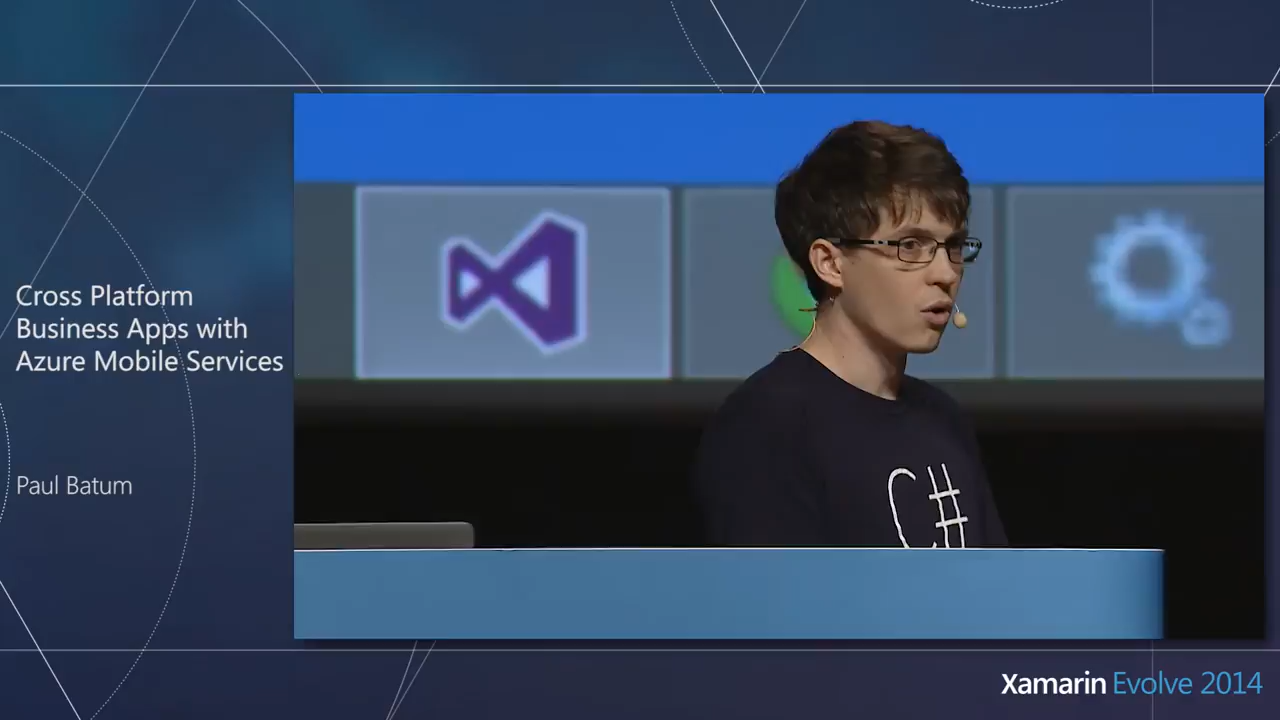 Cross Platform
Business Apps with
Azure Mobile Services
Paul Batum
C#
Xamarin Evolve 2014